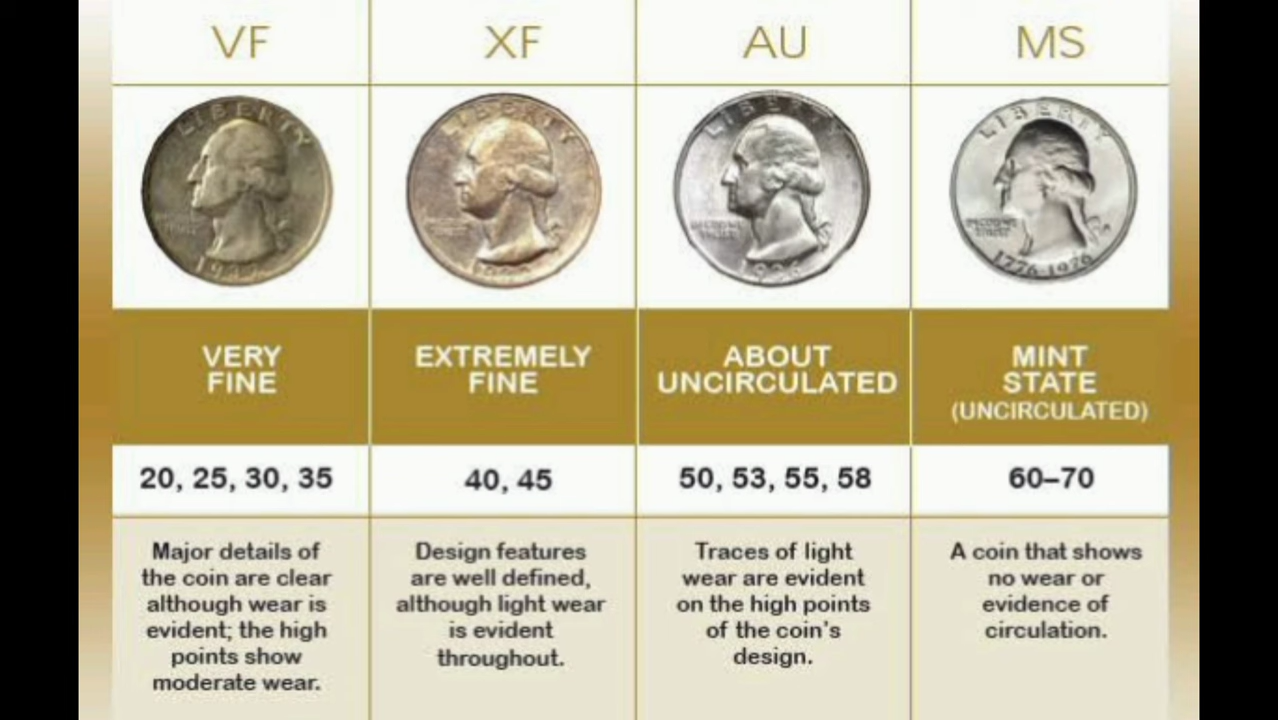 VF
XF
AU
MS
LIBERTY
LIBERTY
LIBERTY
LIBERTY
1776-1976
VERY
FINE
EXTREMELY
FINE
ABOUT
UNCIRCULATED
MINT
STATE
(UNCIRCULATED)
20, 25, 30, 35
40, 45
50, 53, 55, 58
60–70
Major details of
the coin are clear
although wear is
evident; the high
points show
moderate wear.
Design features
are well defined,
although light wear
is evident
throughout.
Traces of light
wear are evident
on the high points
of the coin's
design.
A coin that shows
no wear or
evidence of
circulation.